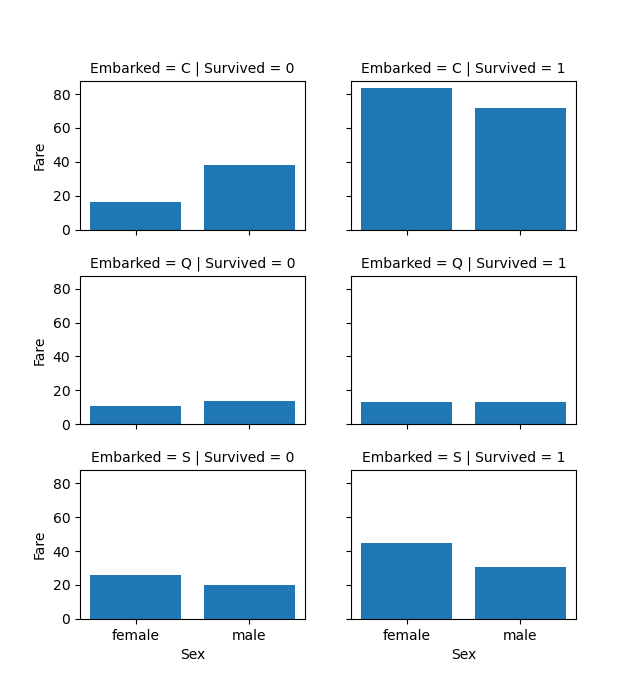 Embarked = C | Survived = 0
Embarked = C | Survived = 1
80
60
40
20
0
Fare
Embarked = Q | Survived = 0
Embarked = Q | Survived = 1
80
60
40
20
0
Fare
Embarked = S | Survived = 0
Embarked = S | Survived = 1
80
60
40
20
0
Fare
female male
female male
Sex
Sex